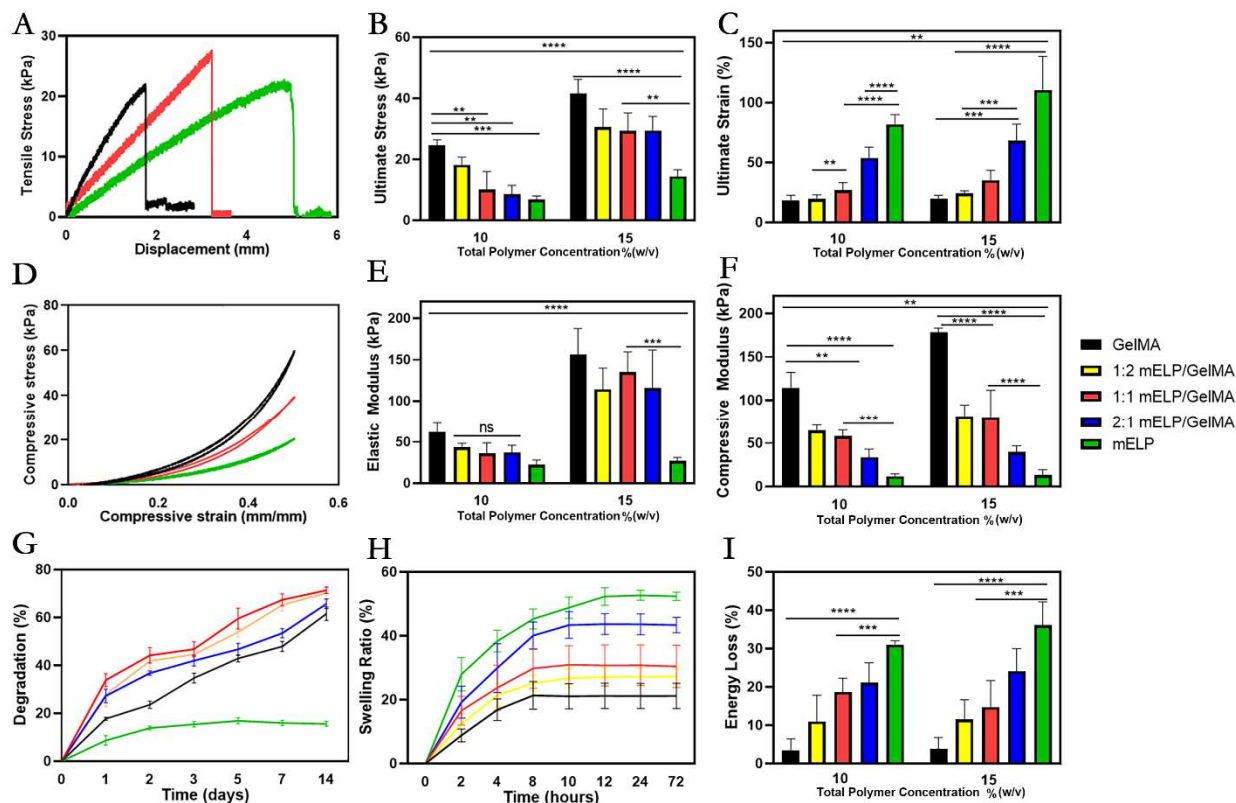 A
Tensile Stress (kPa)
30
20
10
0
0 2 4 6
Displacement (mm)
B
Ultimate Stress (kPa)
60
40
20
0
****
****
**
**
**
***
10 15
Total Polymer Concentration %(w/v)
C
Ultimate Strain (%)
150
100
50
0
**
****
****
****
***
***
**
10 15
Total Polymer Concentration %(w/v)
D
Compressive stress (kPa)
80
60
40
20
0
0.0 0.2 0.4 0.6
Compressive strain (mm/mm)
E
Elastic Modulus (kPa)
200
150
100
50
0
****
***
ns
10 15
Total Polymer Concentration %(w/v)
F
Compressive Modulus (kPa)
200
150
100
50
0
**
****
****
****
**
****
***
10 15
Total Polymer Concentration %(w/v)
GelMA
1:2 mELP/GelMA
1:1 mELP/GelMA
2:1 mELP/GelMA
mELP
G
Degradation (%)
80
60
40
20
0
0 1 2 3 5 7 14
Time (days)
H
Swelling Ratio (%)
60
40
20
0
0 2 4 8 10 12 24 72
Time (hours)
I
Energy Loss (%)
50
40
30
20
10
0
****
***
****
***
10 15
Total Polymer Concentration %(w/v)